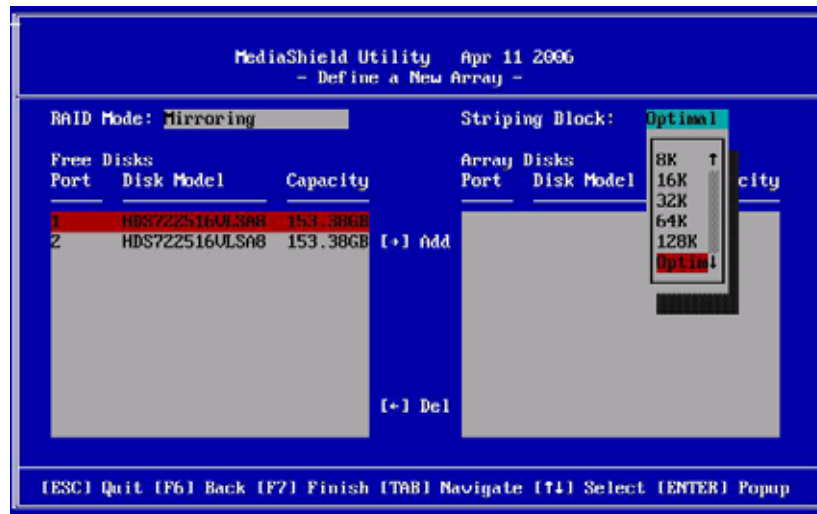 MediaShield Utility Apr 11 2006
- Define a New Array -
RAID Mode: Mirroring
Striping Block: Optimal
Free Disks
Port Disk Model Capacity
1 HDS722516VLSA8 153.38GB
2 HDS722516VLSA8 153.38GB
[→] Add
[←] Del
Array Disks
Port Disk Model city
8K ↑
16K
32K
64K
128K
Optim↓
[ESC] Quit [F6] Back [F7] Finish [TAB] Navigate [↑↓] Select [ENTER] Popup